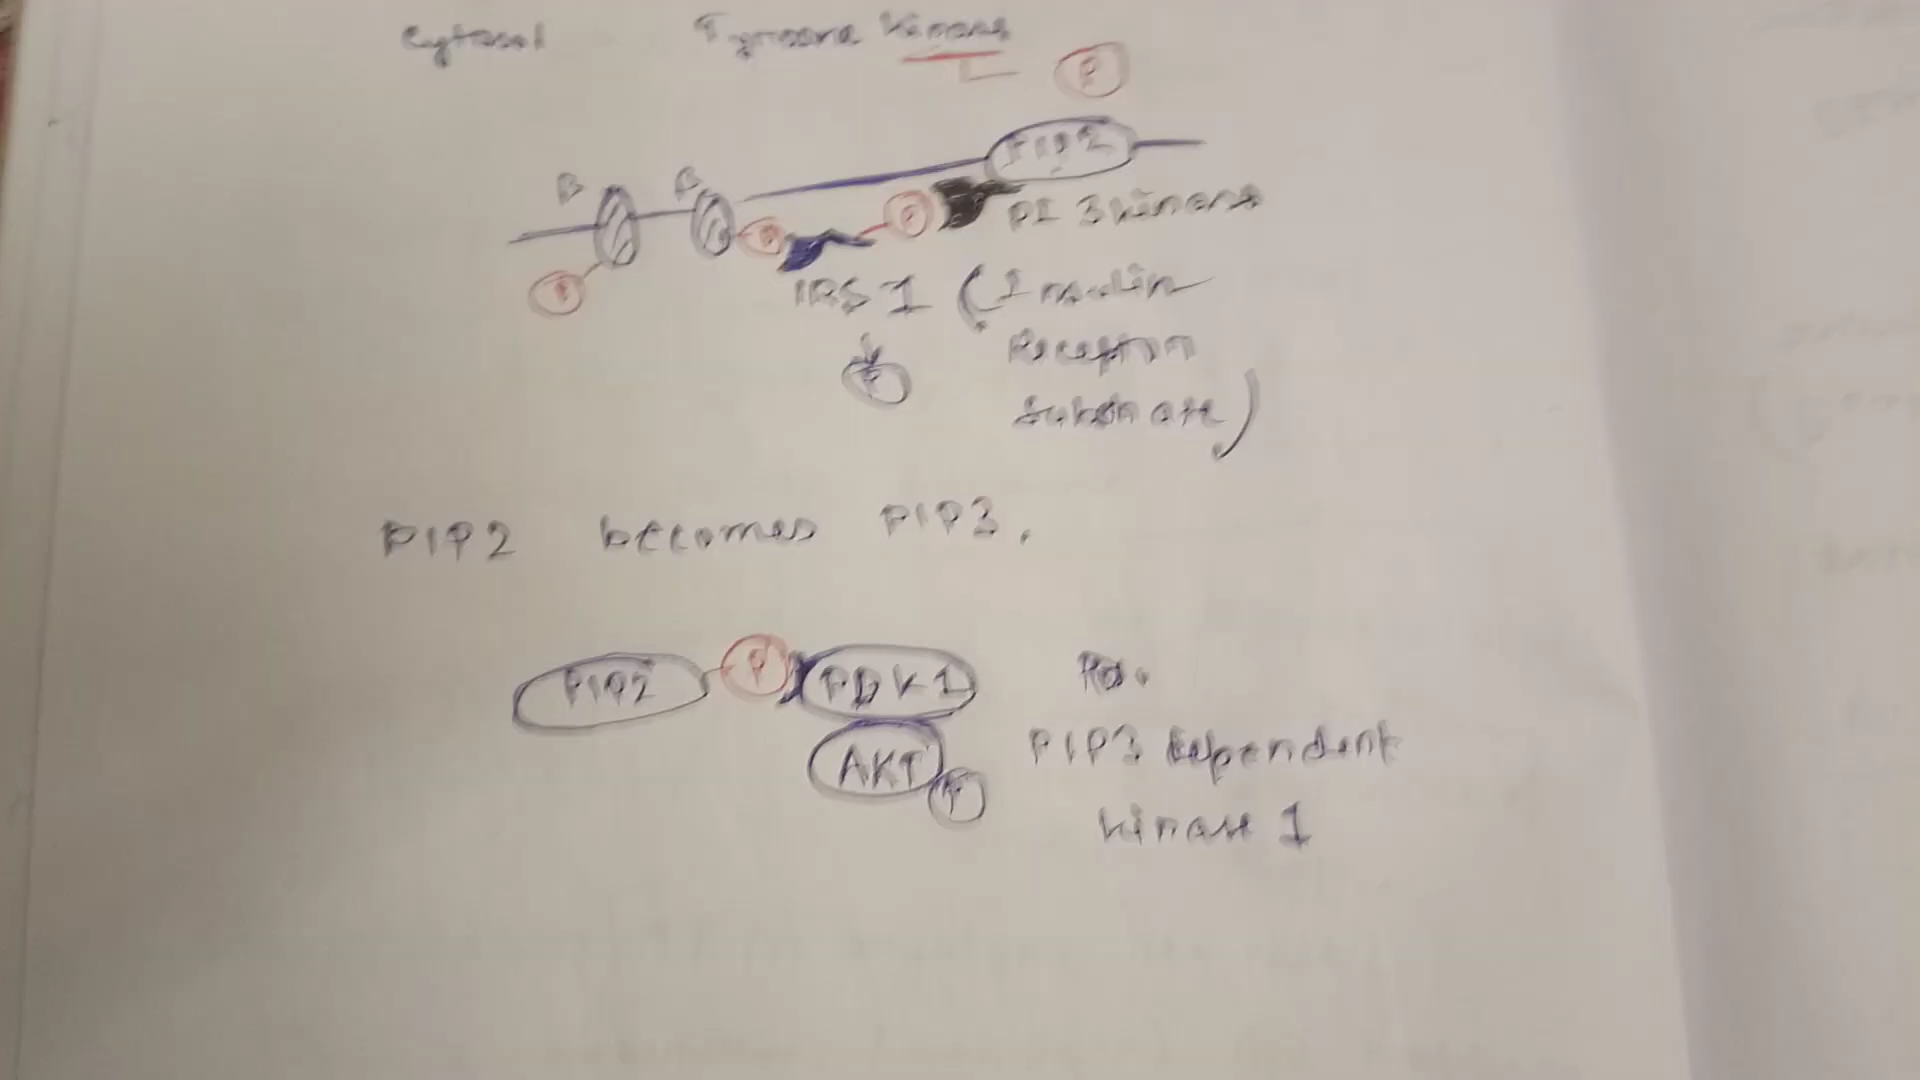 Cytosol Tyrosine Kinase
P
PIP2
B B
P P PI 3 kinase
P
IRS 1 (Insulin
Receptor
P
Substrate)
PIP2 becomes PIP3.
PIP2 P PDK1
AKT PIP3 dependent
P
kinase 1